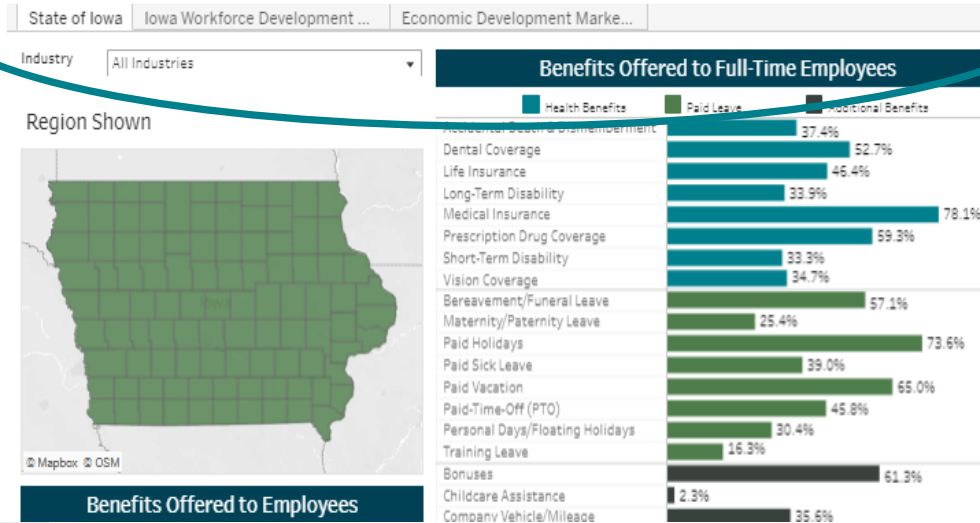 State of Iowa
Iowa Workforce Development ...
Economic Development Marke...
Industry
All Industries
Region Shown
Iowa
© Mapbox © OSM
Benefits Offered to Employees
Benefits Offered to Full-Time Employees
Health Benefits
Paid Leave
Additional Benefits
Accidental Death & Dismemberment 37.4%
Dental Coverage 52.7%
Life Insurance 46.4%
Long-Term Disability 33.9%
Medical Insurance 78.1%
Prescription Drug Coverage 59.3%
Short-Term Disability 33.3%
Vision Coverage 34.7%
Bereavement/Funeral Leave 57.1%
Maternity/Paternity Leave 25.4%
Paid Holidays 73.6%
Paid Sick Leave 39.0%
Paid Vacation 65.0%
Paid-Time-Off (PTO) 45.8%
Personal Days/Floating Holidays 30.4%
Training Leave 16.3%
Bonuses 61.3%
Childcare Assistance 2.3%
Company Vehicle/Mileage 35.6%